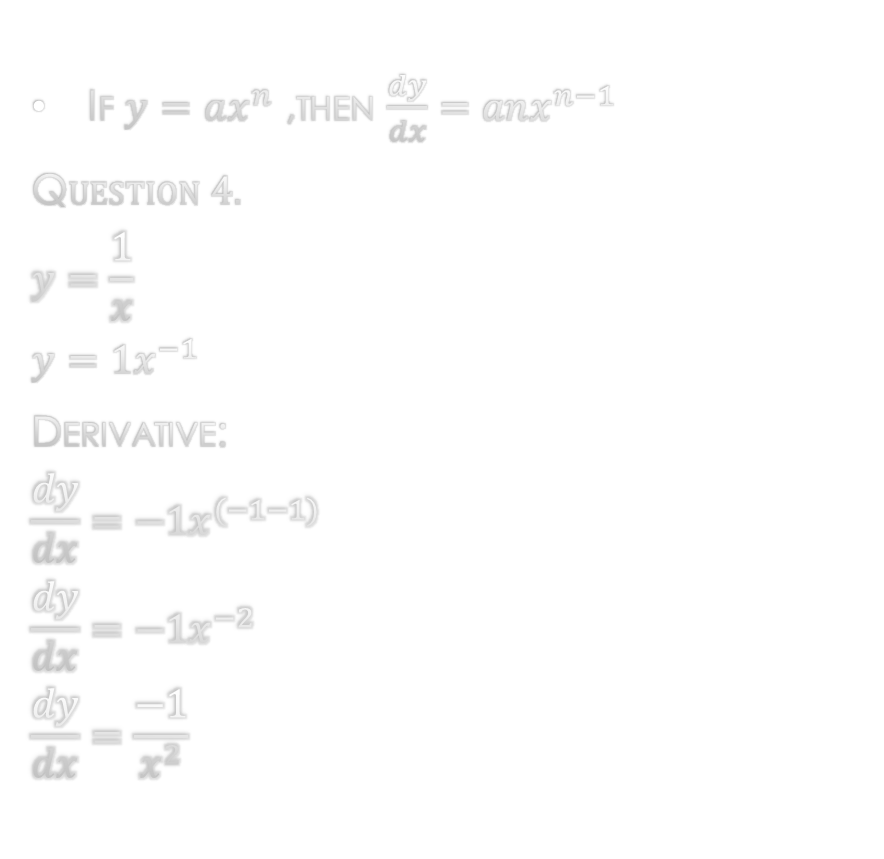 ○ IF y = axⁿ ,THEN dy/dx = anxⁿ⁻¹
QUESTION 4.
y = 1/x
y = 1x⁻¹
DERIVATIVE:
dy/dx = −1x⁽⁻¹⁻¹⁾
dy/dx = −1x⁻²
dy/dx = −1/x²